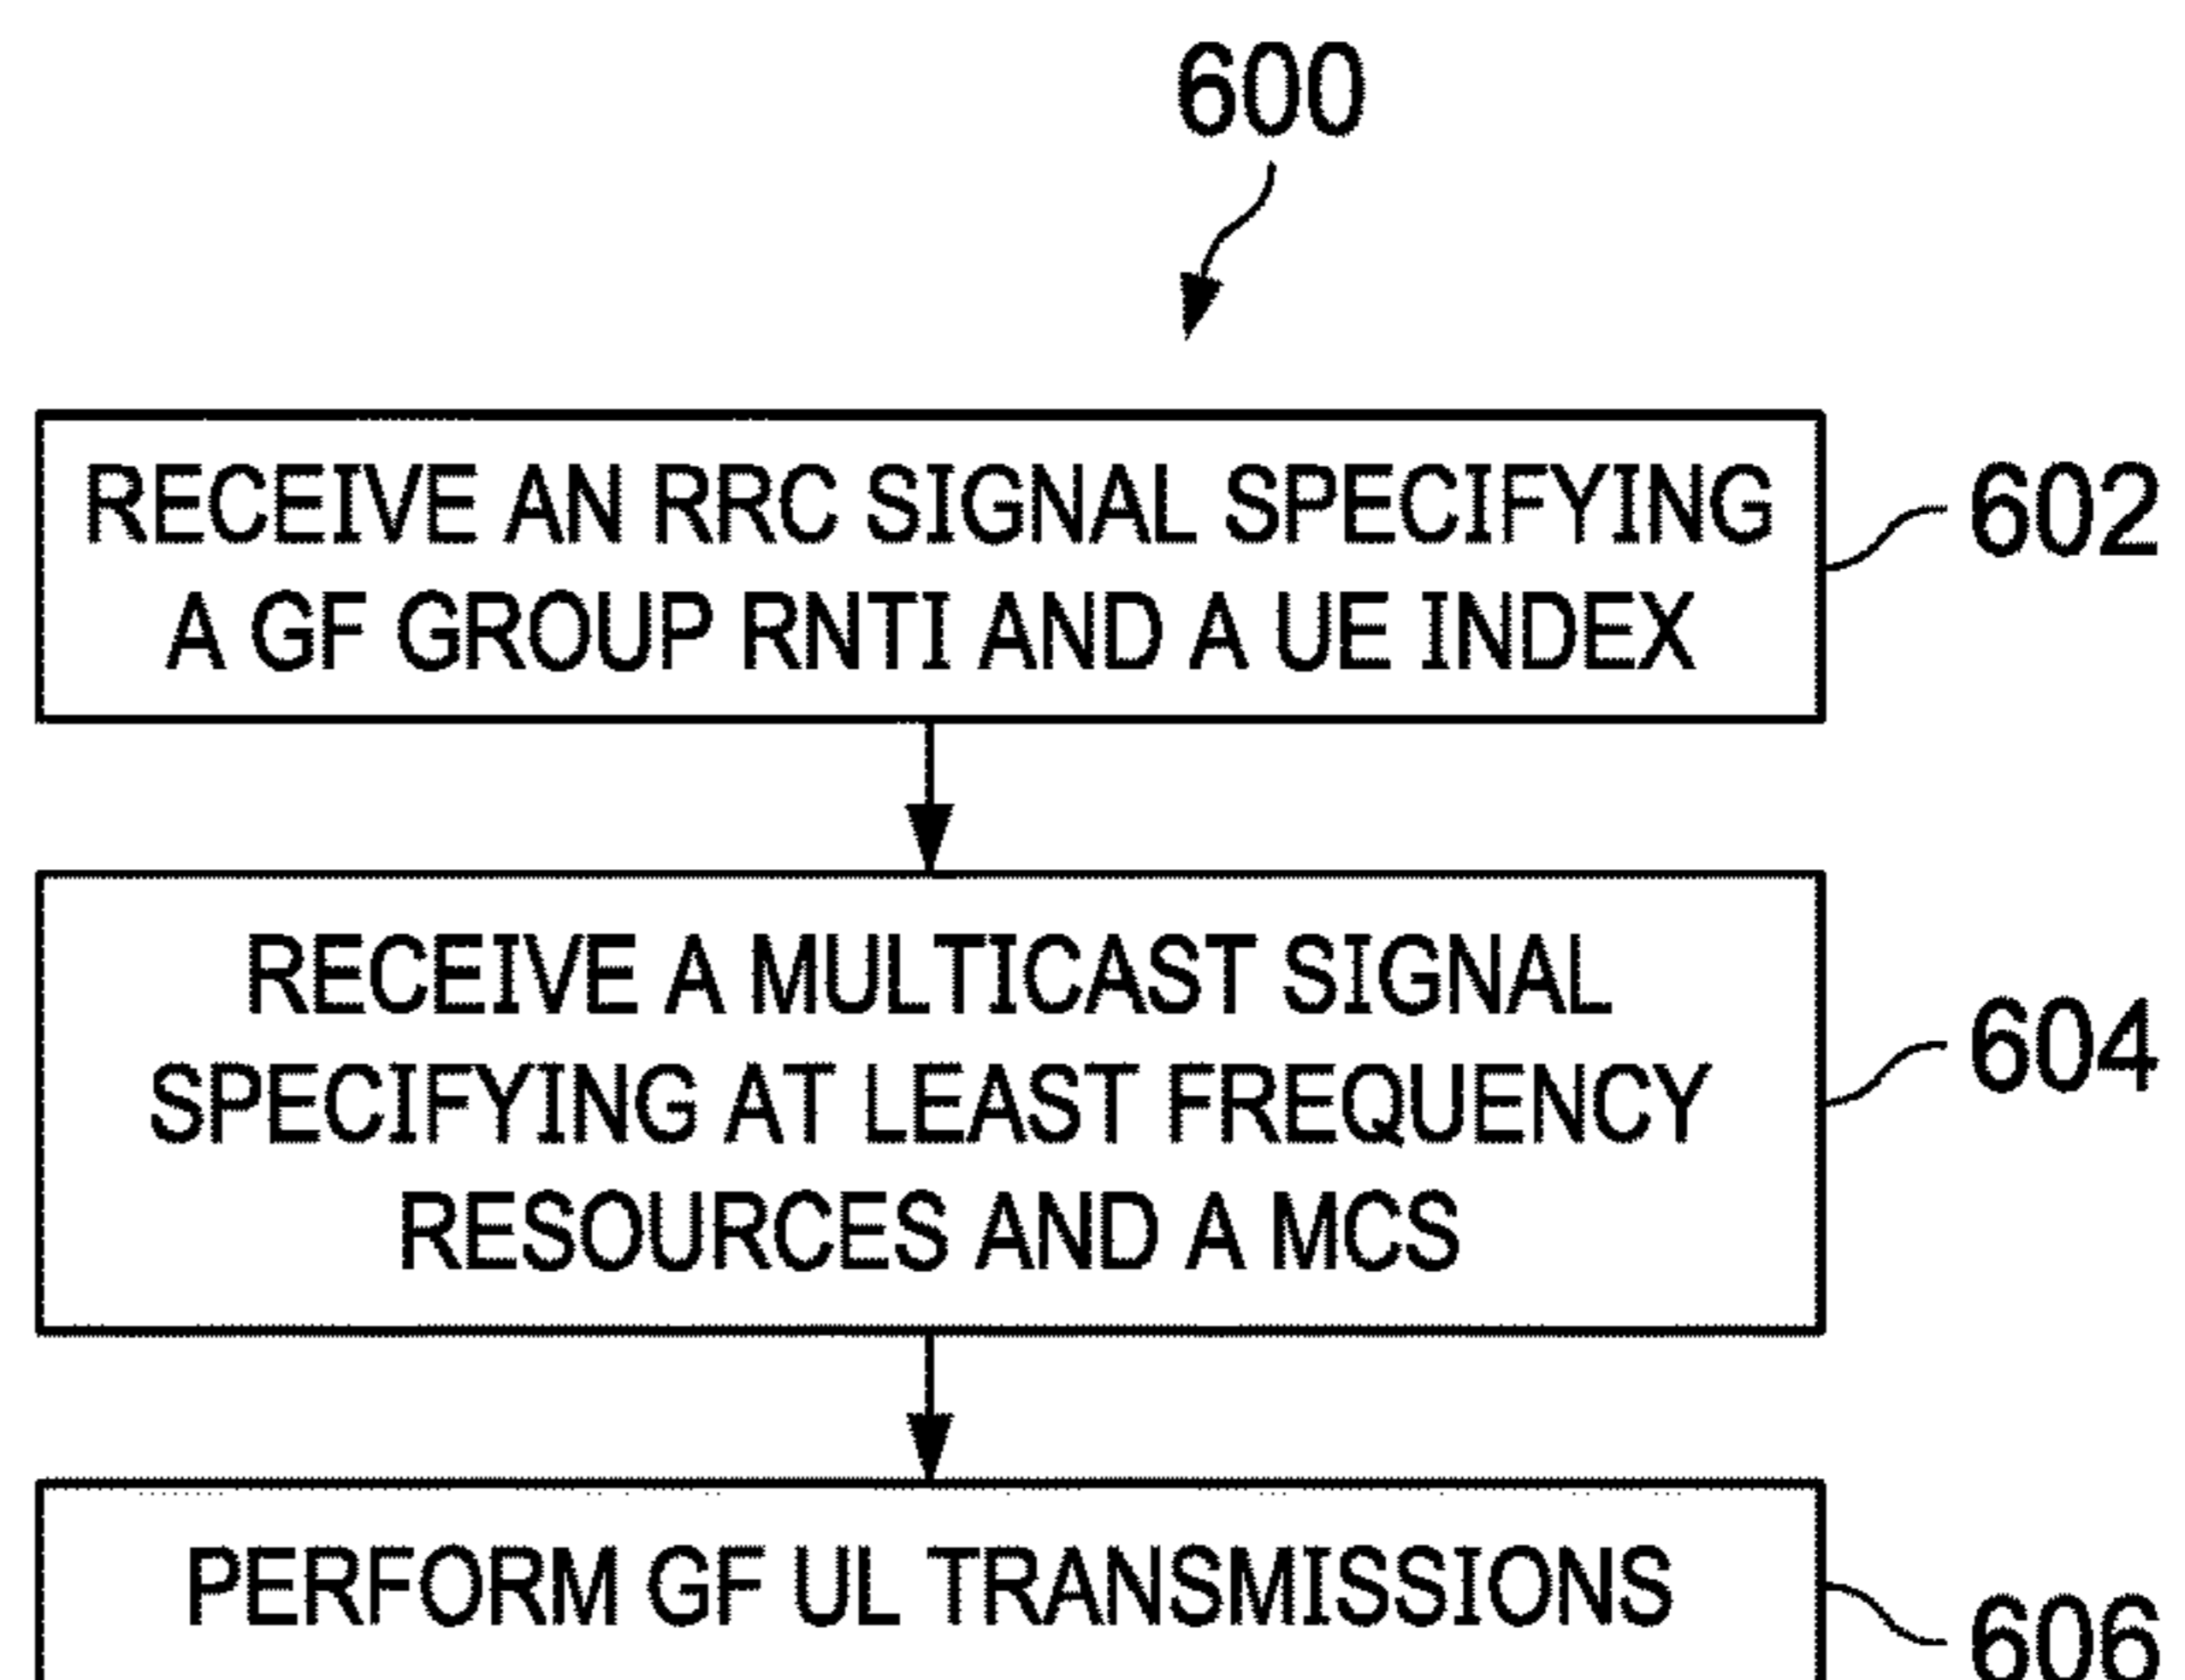 600
RECEIVE AN RRC SIGNAL SPECIFYING
A GF GROUP RNTI AND A UE INDEX
602
RECEIVE A MULTICAST SIGNAL
SPECIFYING AT LEAST FREQUENCY
RESOURCES AND A MCS
604
PERFORM GF UL TRANSMISSIONS
606